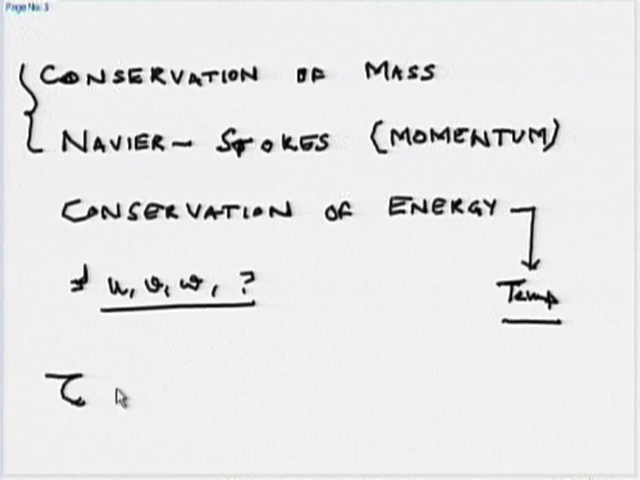 Page No: 3
CONSERVATION OF MASS
NAVIER - STOKES (MOMENTUM)
CONSERVATION OF ENERGY
u, v, w, ?
Temp
τ